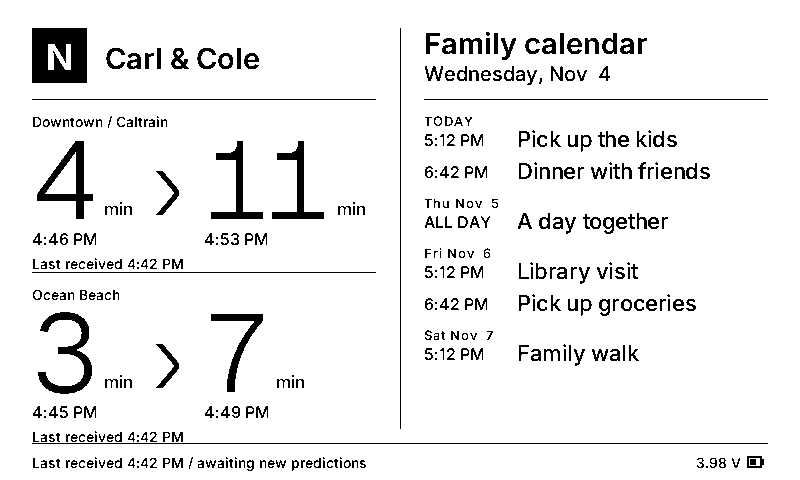 N Carl & Cole
Downtown / Caltrain
4 min > 11 min
4:46 PM 4:53 PM
Last received 4:42 PM
Ocean Beach
3 min > 7 min
4:45 PM 4:49 PM
Last received 4:42 PM
Family calendar
Wednesday, Nov 4
TODAY
5:12 PM Pick up the kids
6:42 PM Dinner with friends
Thu Nov 5
ALL DAY A day together
Fri Nov 6
5:12 PM Library visit
6:42 PM Pick up groceries
Sat Nov 7
5:12 PM Family walk
Last received 4:42 PM / awaiting new predictions 3.98 V